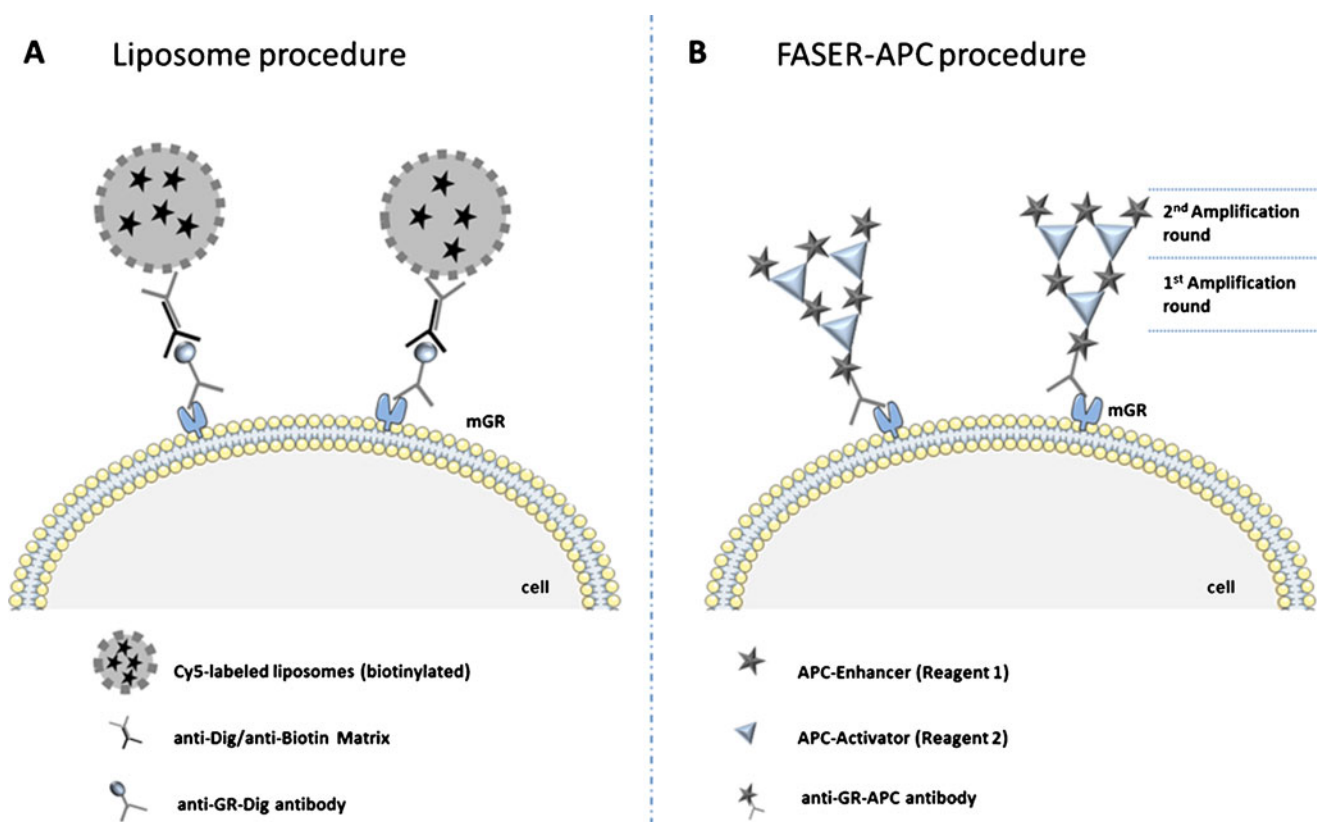 A Liposome procedure
mGR
cell
Cy5-labeled liposomes (biotinylated)
anti-Dig/anti-Biotin Matrix
anti-GR-Dig antibody
B FASER-APC procedure
2nd Amplification
round
1st Amplification
round
mGR
cell
APC-Enhancer (Reagent 1)
APC-Activator (Reagent 2)
anti-GR-APC antibody